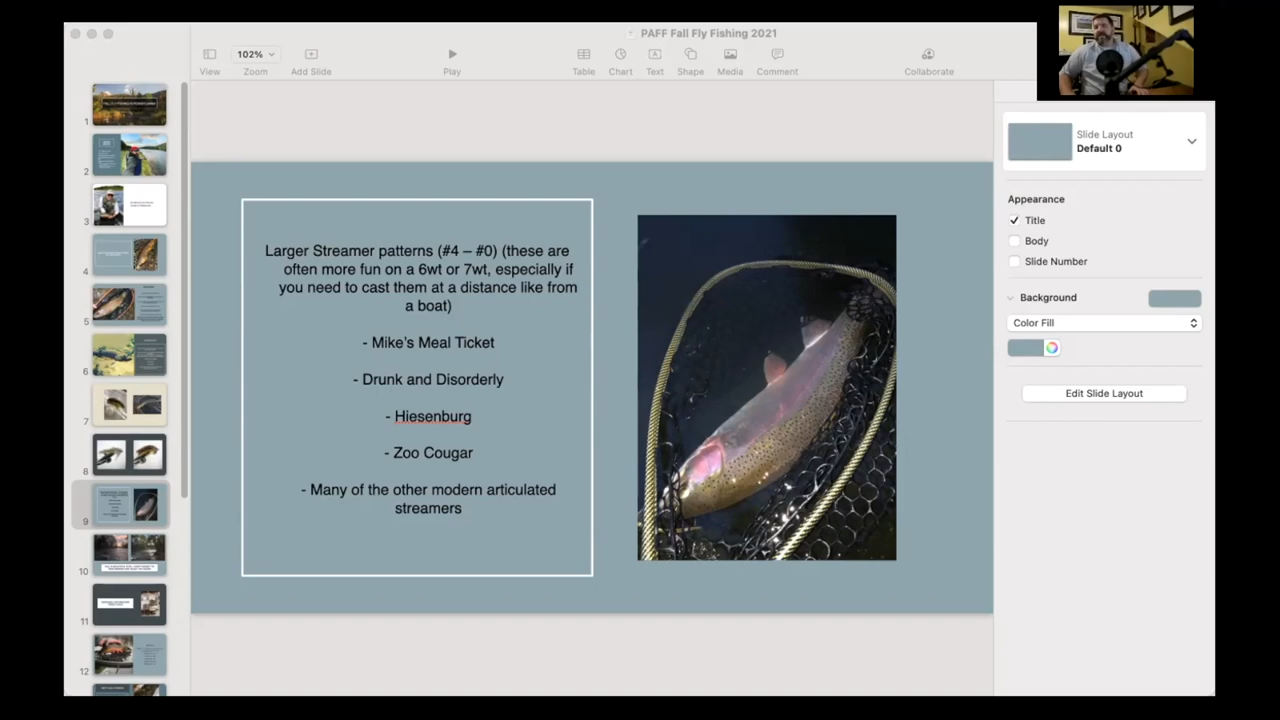 PAFF Fall Fly Fishing 2021
102%
View
Zoom
Add Slide
Play
Table
Chart
Text
Shape
Media
Comment
Collaborate
1
2
3
4
5
6
7
8
9
10
11
12
Larger Streamer patterns (#4 – #0) (these are
often more fun on a 6wt or 7wt, especially if
you need to cast them at a distance like from
a boat)
- Mike's Meal Ticket
- Drunk and Disorderly
- Hiesenburg
- Zoo Cougar
- Many of the other modern articulated
streamers
Slide Layout
Default 0
Appearance
Title
Body
Slide Number
Background
Color Fill
Edit Slide Layout